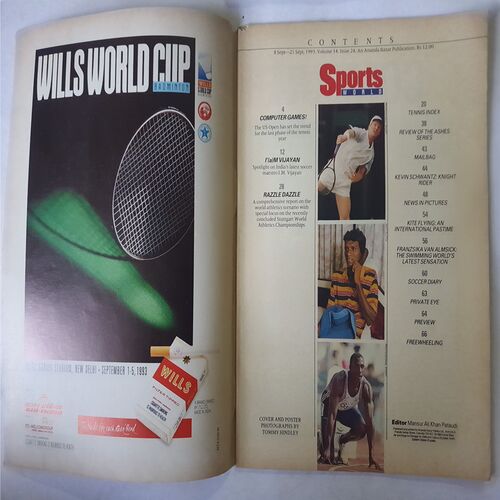 WILLS WORLD CUP
BADMINTON
STADIUM, NEW DELHI • SEPTEMBER 1-5, 1993
WILLS
FILTER TIPPED
CONTENTS
8 Sept—21 Sept, 1993, Volume 14, Issue 24. An Ananda Bazar Publication. Rs 12.00
Sports
WORLD
4
COMPUTER GAMES!
The US Open has set the trend
for the last phase of the tennis
year
12
VIJAYAN
Spotlight on India's latest soccer
maestro I.M. Vijayan
28
RAZZLE DAZZLE
A comprehensive report on the
world athletics scenario with
special focus on the recently
concluded Stuttgart World
Athletics Championships
COVER AND POSTER
PHOTOGRAPHS BY
TOMMY HINDLEY
20
TENNIS INDEX
38
REVIEW OF THE ASHES
SERIES
43
MAILBAG
44
KEVIN SCHWANTZ: KNIGHT
RIDER
48
NEWS IN PICTURES
54
KITE FLYING: AN
INTERNATIONAL PASTIME
56
FRANZSIKA VAN ALMSICK:
THE SWIMMING WORLD'S
LATEST SENSATION
60
SOCCER DIARY
63
PRIVATE EYE
64
PREVIEW
66
FREEWHEELING
Editor Mansur Ali Khan Pataudi